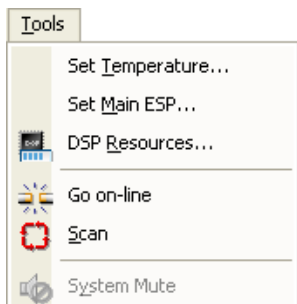 Tools
Set Temperature...
Set Main ESP...
DSP Resources...
Go on-line
Scan
System Mute